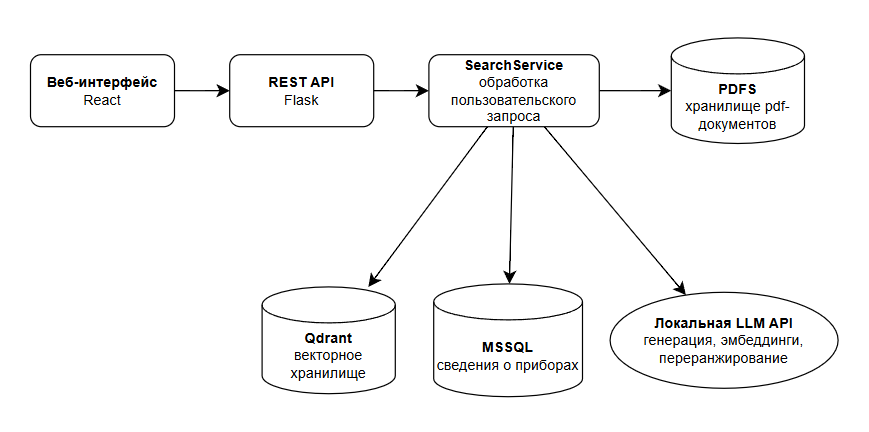 Веб-интерфейс
React
REST API
Flask
SearchService
обработка
пользовательского
запроса
PDFS
хранилище pdf-
документов
Qdrant
векторное
хранилище
MSSQL
сведения о приборах
Локальная LLM API
генерация, эмбеддинги,
переранжирование